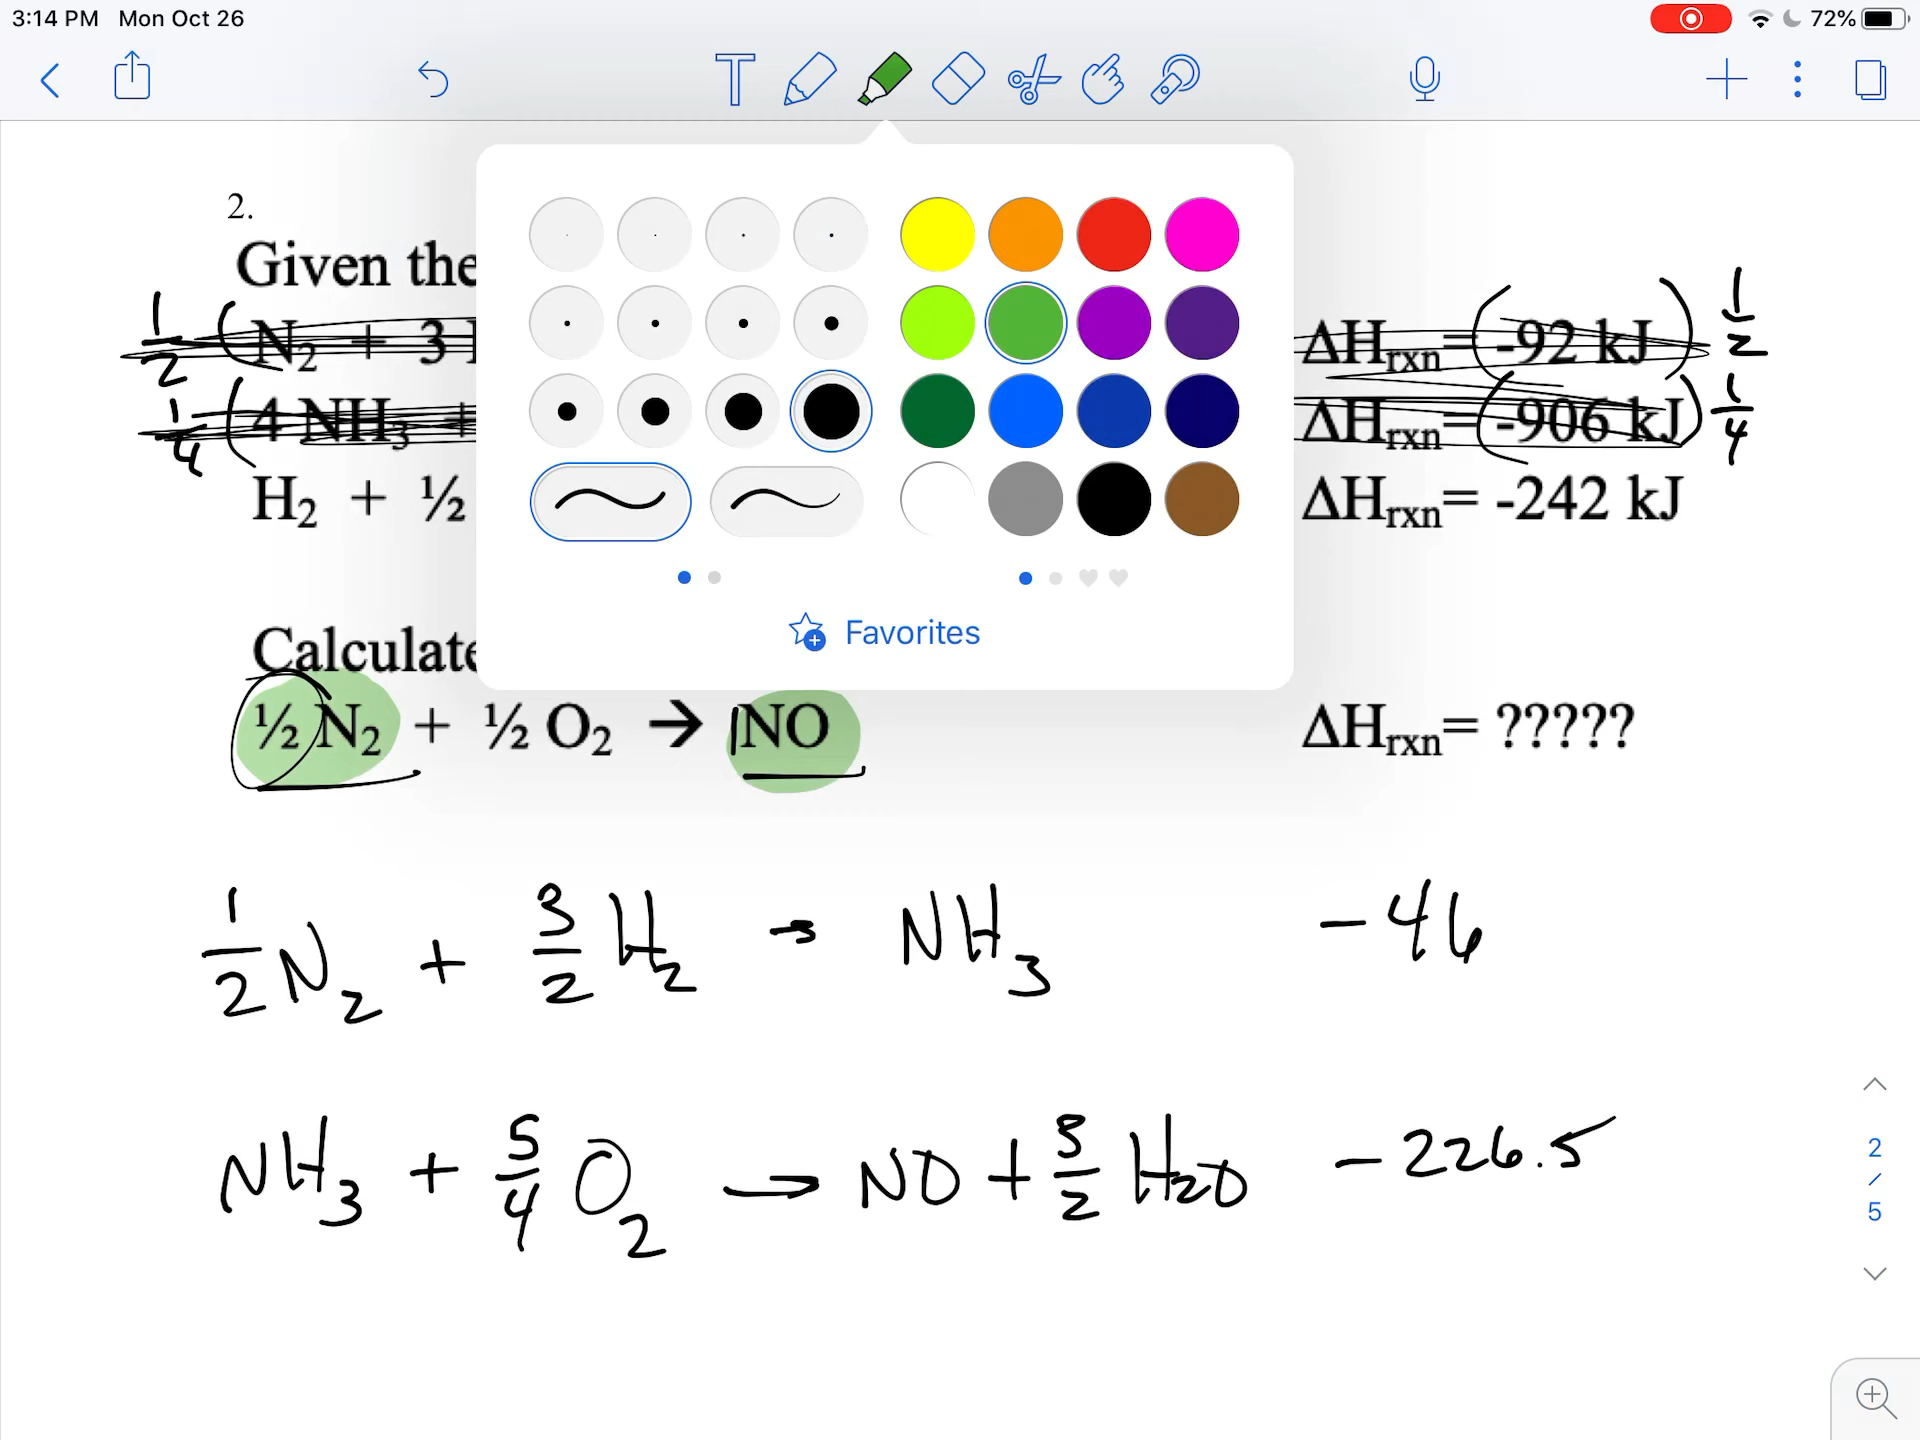 3:14 PM Mon Oct 26 72%
2.
Given the
1/2 (N₂ + 3 ΔHrxn= (-92 kJ) 1/2
1/4 (4 NH₃ + ΔHrxn= (-906 kJ) 1/4
H₂ + ½ ΔHrxn= -242 kJ
Favorites
Calculate
½ N₂ + ½ O₂ → 1NO ΔHrxn= ?????
1/2 N₂ + 3/2 H₂ → NH₃ -46
NH₃ + 5/4 O₂ → NO + 3/2 H₂O -226.5
2
/
5